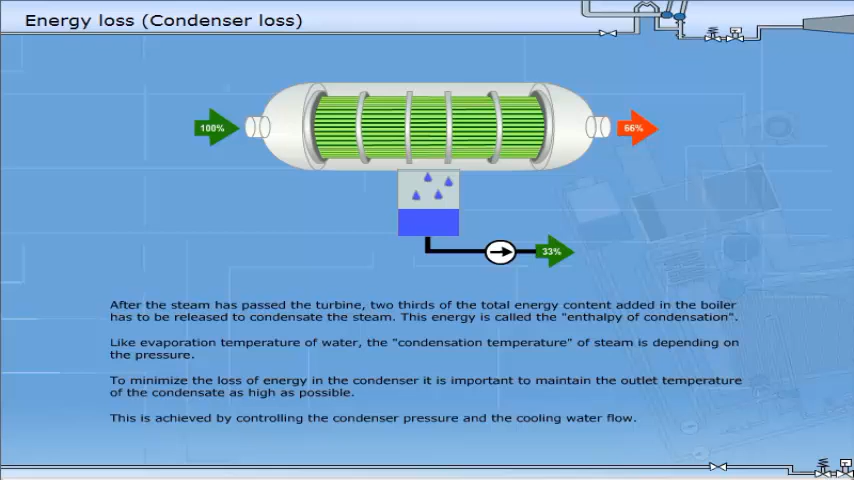 Energy loss (Condenser loss)
100%
66%
33%
After the steam has passed the turbine, two thirds of the total energy content added in the boiler
has to be released to condensate the steam. This energy is called the "enthalpy of condensation".
Like evaporation temperature of water, the "condensation temperature" of steam is depending on
the pressure.
To minimize the loss of energy in the condenser it is important to maintain the outlet temperature
of the condensate as high as possible.
This is achieved by controlling the condenser pressure and the cooling water flow.